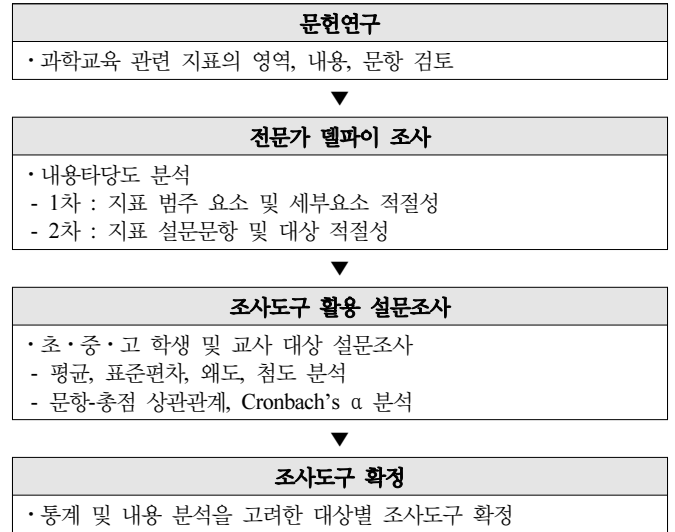 문헌연구
・과학교육 관련 지표의 영역, 내용, 문항 검토
▼
전문가 델파이 조사
・내용타당도 분석
- 1차 : 지표 범주 요소 및 세부요소 적절성
- 2차 : 지표 설문문항 및 대상 적절성
▼
조사도구 활용 설문조사
・초・중・고 학생 및 교사 대상 설문조사
- 평균, 표준편차, 왜도, 첨도 분석
- 문항-총점 상관관계, Cronbach's α 분석
▼
조사도구 확정
・통계 및 내용 분석을 고려한 대상별 조사도구 확정